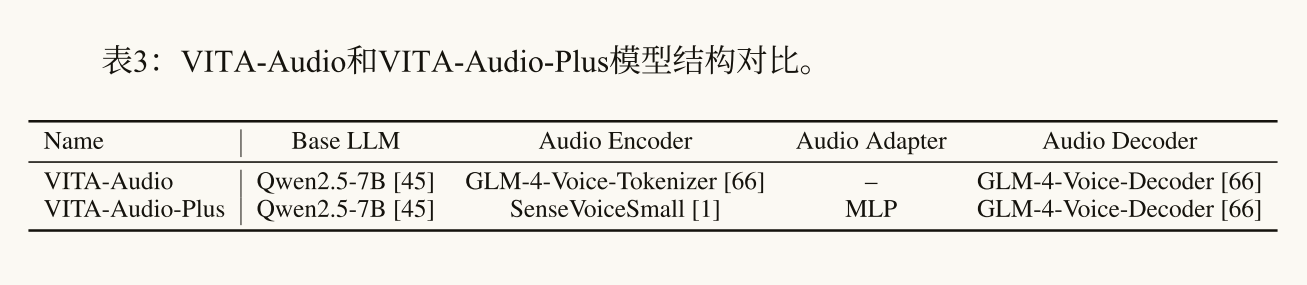 表3：VITA-Audio和VITA-Audio-Plus模型结构对比。
Name Base LLM Audio Encoder Audio Adapter Audio Decoder
VITA-Audio Qwen2.5-7B [45] GLM-4-Voice-Tokenizer [66] – GLM-4-Voice-Decoder [66]
VITA-Audio-Plus Qwen2.5-7B [45] SenseVoiceSmall [1] MLP GLM-4-Voice-Decoder [66]